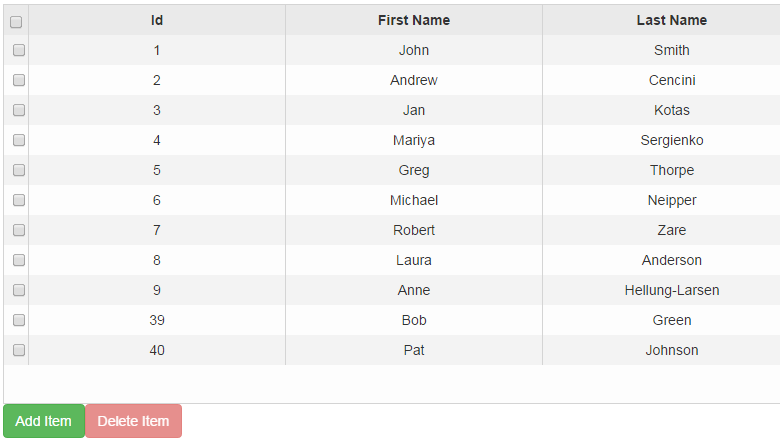 Id First Name Last Name
1 John Smith
2 Andrew Cencini
3 Jan Kotas
4 Mariya Sergienko
5 Greg Thorpe
6 Michael Neipper
7 Robert Zare
8 Laura Anderson
9 Anne Hellung-Larsen
39 Bob Green
40 Pat Johnson
Add Item Delete Item